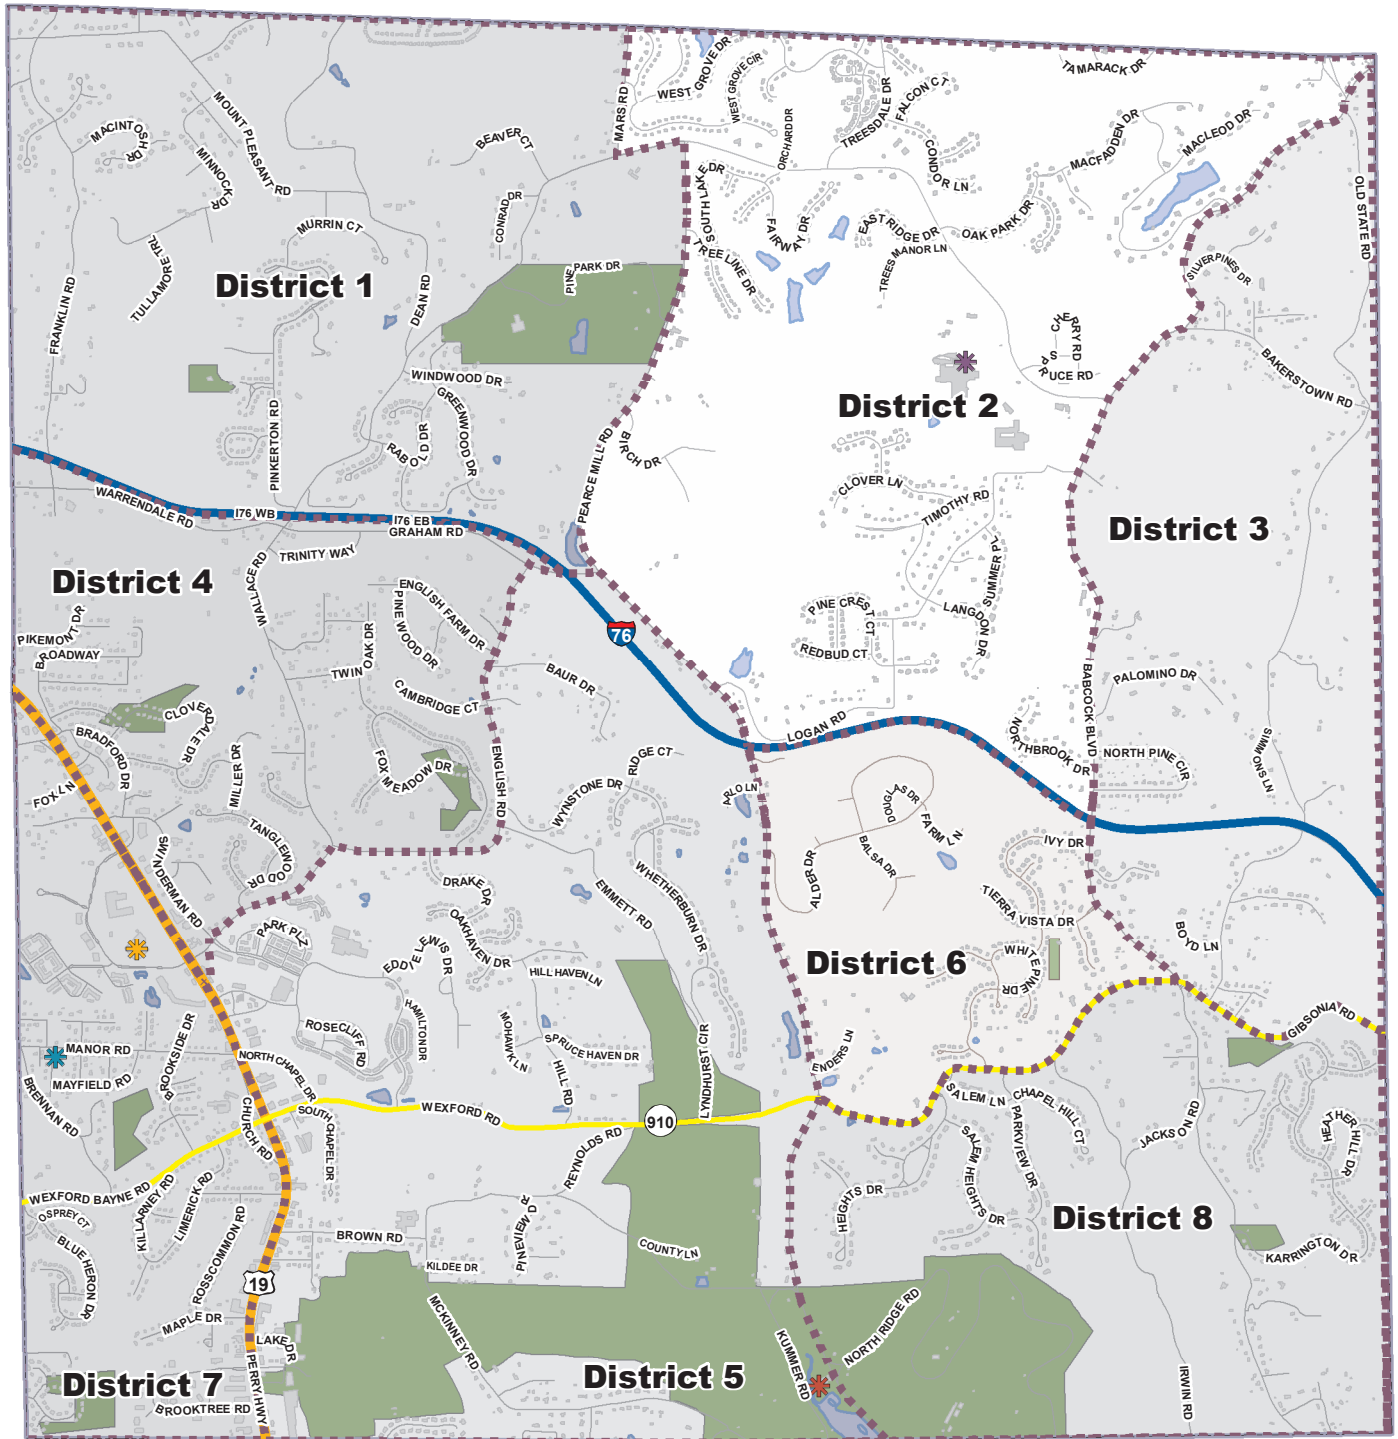 WEST GROVE DR
WEST GROVE CIR
TAMARACK DR
MARS RD
MOUNT PLEASANT RD
MACINTOSH DR
MINNOCK DR
BEAVER CT
ORCHARD DR
TREESDALE DR
FALCON CT
CONDOR LN
MACFADDEN DR
MACLEOD DR
OLD STATE RD
CONRAD DR
SOUTH LAKE DR
MURRIN CT
TULLAMORE TRL
TREE LINE DR
FAIRWAY DR
EAST RIDGE DR
TREES MANOR LN
OAK PARK DR
SILVER PINES DR
District 1
PINE PARK DR
FRANKLIN RD
DEAN RD
CHERRY RD
SPRUCE RD
BAKERSTOWN RD
WINDWOOD DR
GREENWOOD DR
RABOLD DR
PINKERTON RD
District 2
BIRCH DR
PEARCE MILL RD
CLOVER LN
TIMOTHY RD
SUMMER PL
WARRENDALE RD
I76 WB
I76 EB
GRAHAM RD
District 3
TRINITY WAY
WALLACE RD
District 4
ENGLISH FARM DR
PINE WOOD DR
PINE CREST CT
LANGDON DR
REDBUD CT
PIKEMONT DR
BROADWAY
TWIN OAK DR
76
BAUR DR
CAMBRIDGE CT
PALOMINO DR
BABCOCK BLVD
CLOVERDALE DR
BRADFORD DR
LOGAN RD
NORTHBROOK DR
NORTH PINE CIR
SIMMONS LN
FOX LN
MILLER DR
FOX MEADOW DR
ENGLISH RD
RIDGE CT
WYNSTONE DR
ARLO LN
DOUGLAS DR
FARM LN
BALSA DR
ALDER DR
IVY DR
TANGLEWOOD DR
SWINDERMAN RD
DRAKE DR
EMMETT RD
WHETHERBURN DR
TIERRA VISTA DR
PARK PLZ
OAKHAVEN DR
EDDIE LEWIS DR
HILL HAVEN LN
BOYD LN
District 6
WHITE PINE DR
HAMILTON DR
ROSECLIFF RD
MOHAWK LN
SPRUCE HAVEN DR
HILL RD
LYNDHURST CIR
ENDERS LN
GIBSONIA RD
MANOR RD
MAYFIELD RD
BROOKSIDE DR
BRENNAN RD
NORTH CHAPEL DR
SOUTH CHAPEL DR
CHURCH RD
WEXFORD RD
910
REYNOLDS RD
SALEM LN
CHAPEL HILL CT
PARKVIEW DR
SALEM HEIGHTS DR
JACKSON RD
HEATHER HILL DR
WEXFORD BAYNE RD
OSPREY CT
KILLARNEY RD
LIMERICK RD
ROSSCOMMON RD
BLUE HERON DR
HEIGHTS DR
District 8
KARRINGTON DR
BROWN RD
KILDEE DR
PINEVIEW DR
COUNTY LN
19
MAPLE DR
LAKE DR
MCKINNEY RD
KUMMER RD
NORTH RIDGE RD
District 7
District 5
PERRY HWY
BROOKTREE RD
IRWIN RD